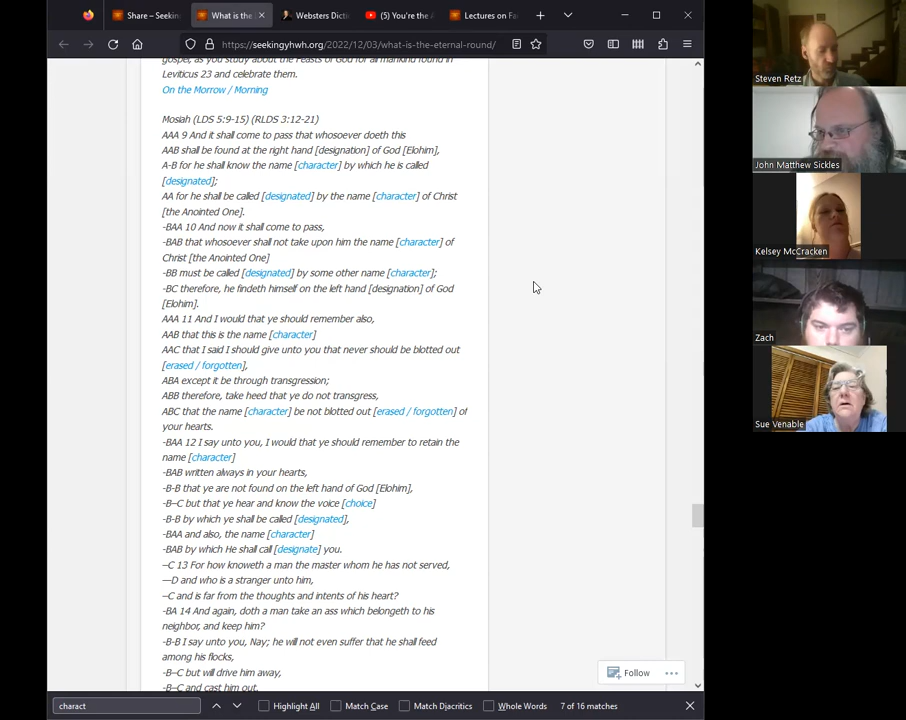 Share – Seekin
What is the
Websters Dicti
(5) You're the A
Lectures on Fa
https://seekingyhwh.org/2022/12/03/what-is-the-eternal-round/
gospel, as you study about the Feasts of God for all mankind found in
Leviticus 23 and celebrate them.
On the Morrow / Morning
Mosiah (LDS 5:9-15) (RLDS 3:12-21)
AAA 9 And it shall come to pass that whosoever doeth this
AAB shall be found at the right hand [designation] of God [Elohim],
A-B for he shall know the name [character] by which he is called
[designated];
AA for he shall be called [designated] by the name [character] of Christ
[the Anointed One].
-BAA 10 And now it shall come to pass,
-BAB that whosoever shall not take upon him the name [character] of
Christ [the Anointed One]
-BB must be called [designated] by some other name [character];
-BC therefore, he findeth himself on the left hand [designation] of God
[Elohim].
AAA 11 And I would that ye should remember also,
AAB that this is the name [character]
AAC that I said I should give unto you that never should be blotted out
[erased / forgotten],
ABA except it be through transgression;
ABB therefore, take heed that ye do not transgress,
ABC that the name [character] be not blotted out [erased / forgotten] of
your hearts.
-BAA 12 I say unto you, I would that ye should remember to retain the
name [character]
-BAB written always in your hearts,
-B-B that ye are not found on the left hand of God [Elohim],
-B–C but that ye hear and know the voice [choice]
-B-B by which ye shall be called [designated],
-BAA and also, the name [character]
-BAB by which He shall call [designate] you.
–C 13 For how knoweth a man the master whom he has not served,
—D and who is a stranger unto him,
–C and is far from the thoughts and intents of his heart?
-BA 14 And again, doth a man take an ass which belongeth to his
neighbor, and keep him?
-B-B I say unto you, Nay; he will not even suffer that he shall feed
among his flocks,
-B–C but will drive him away,
-B–C and cast him out.
Follow
charact
Highlight All
Match Case
Match Diacritics
Whole Words
7 of 16 matches
Steven Retz
John Matthew Sickles
Kelsey McCracken
Zach
Sue Venable